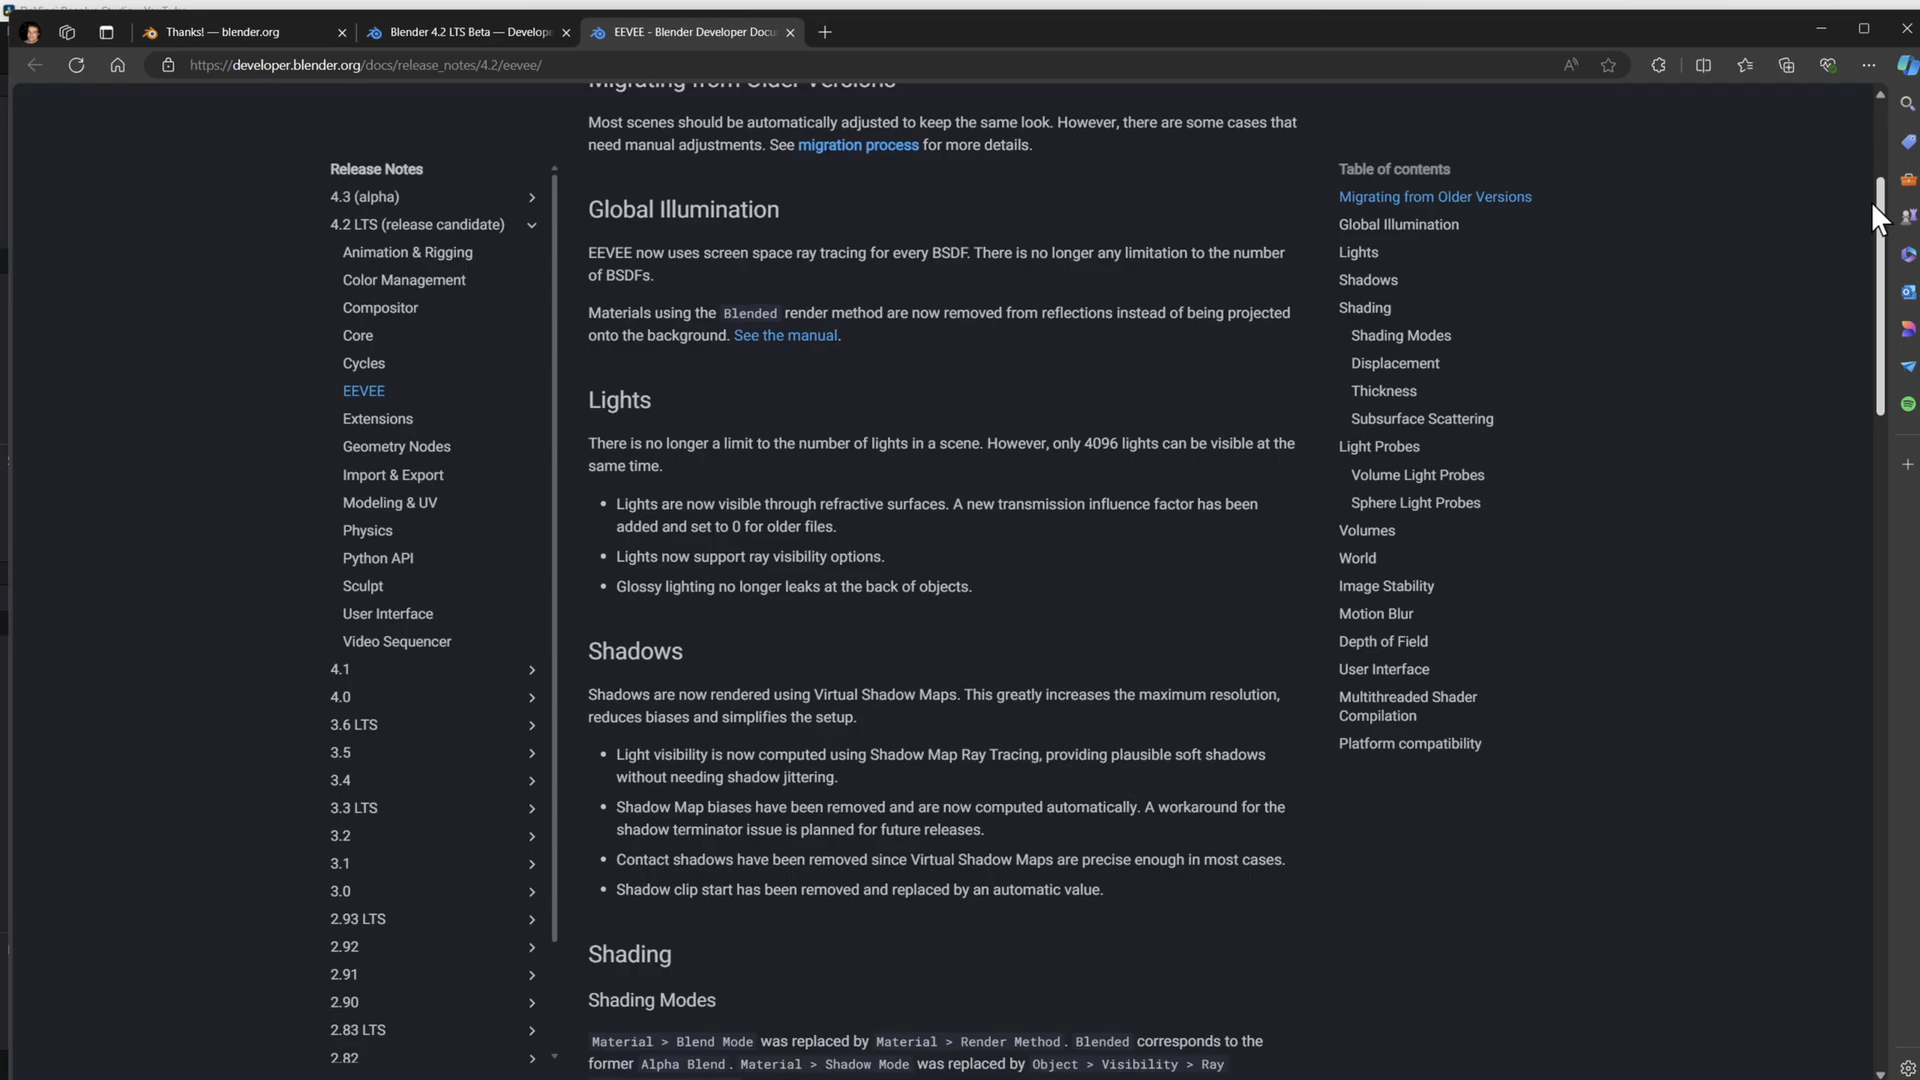 Thanks! — blender.org
Blender 4.2 LTS Beta — Develope
EEVEE - Blender Developer Docu
https://developer.blender.org/docs/release_notes/4.2/eevee/
Migrating from Older Versions
Most scenes should be automatically adjusted to keep the same look. However, there are some cases that
need manual adjustments. See migration process for more details.
Release Notes
4.3 (alpha)
4.2 LTS (release candidate)
Animation & Rigging
Color Management
Compositor
Core
Cycles
EEVEE
Extensions
Geometry Nodes
Import & Export
Modeling & UV
Physics
Python API
Sculpt
User Interface
Video Sequencer
4.1
4.0
3.6 LTS
3.5
3.4
3.3 LTS
3.2
3.1
3.0
2.93 LTS
2.92
2.91
2.90
2.83 LTS
2.82
Global Illumination
EEVEE now uses screen space ray tracing for every BSDF. There is no longer any limitation to the number
of BSDFs.
Materials using the Blended render method are now removed from reflections instead of being projected
onto the background. See the manual.
Lights
There is no longer a limit to the number of lights in a scene. However, only 4096 lights can be visible at the
same time.
• Lights are now visible through refractive surfaces. A new transmission influence factor has been
added and set to 0 for older files.
• Lights now support ray visibility options.
• Glossy lighting no longer leaks at the back of objects.
Shadows
Shadows are now rendered using Virtual Shadow Maps. This greatly increases the maximum resolution,
reduces biases and simplifies the setup.
• Light visibility is now computed using Shadow Map Ray Tracing, providing plausible soft shadows
without needing shadow jittering.
• Shadow Map biases have been removed and are now computed automatically. A workaround for the
shadow terminator issue is planned for future releases.
• Contact shadows have been removed since Virtual Shadow Maps are precise enough in most cases.
• Shadow clip start has been removed and replaced by an automatic value.
Shading
Shading Modes
Material > Blend Mode was replaced by Material > Render Method. Blended corresponds to the
former Alpha Blend. Material > Shadow Mode was replaced by Object > Visibility > Ray
Table of contents
Migrating from Older Versions
Global Illumination
Lights
Shadows
Shading
Shading Modes
Displacement
Thickness
Subsurface Scattering
Light Probes
Volume Light Probes
Sphere Light Probes
Volumes
World
Image Stability
Motion Blur
Depth of Field
User Interface
Multithreaded Shader
Compilation
Platform compatibility